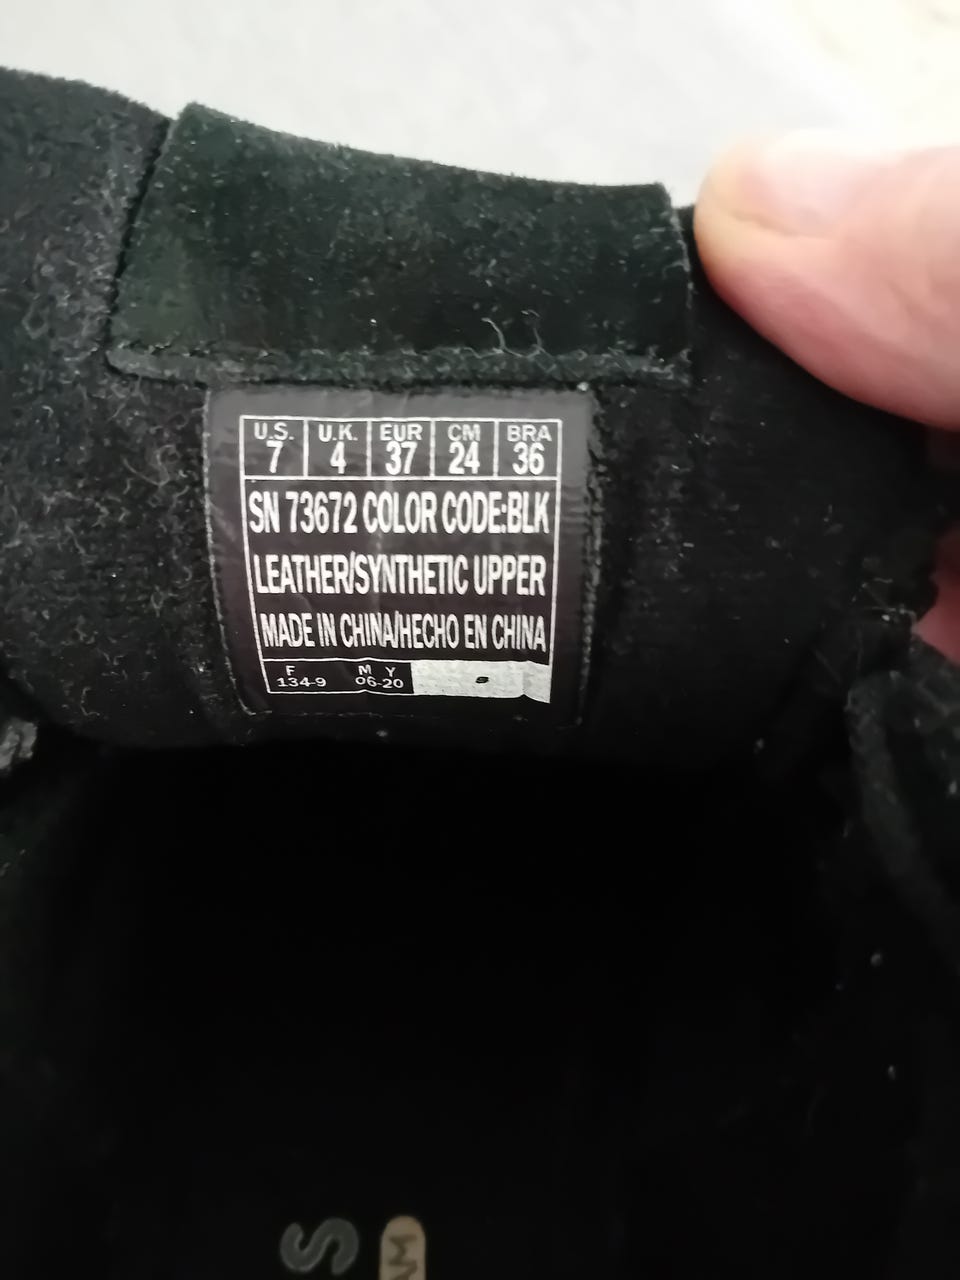 U.S. U.K. EUR CM BRA
7 4 37 24 36
SN 73672 COLOR CODE:BLK
LEATHER/SYNTHETIC UPPER
MADE IN CHINA/HECHO EN CHINA
F M Y
134-9 06-20
S